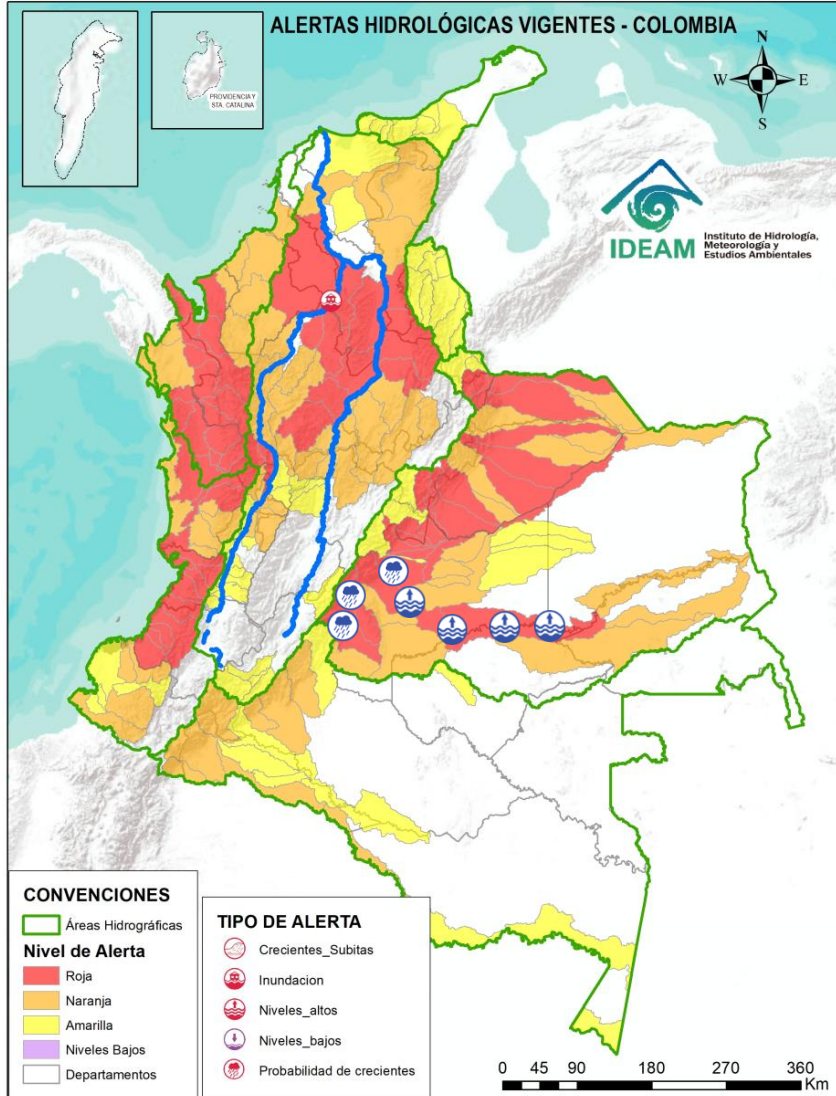 ALERTAS HIDROLÓGICAS VIGENTES - COLOMBIA
PROVIDENCIA Y
STA. CATALINA
N
W
E
S
IDEAM
Instituto de Hidrología,
Meteorología y
Estudios Ambientales
CONVENCIONES
Áreas Hidrográficas
Nivel de Alerta
Roja
Naranja
Amarilla
Niveles Bajos
Departamentos
TIPO DE ALERTA
Crecientes_Subitas
Inundacion
Niveles_altos
Niveles_bajos
Probabilidad de crecientes
0 45 90 180 270 360
Km